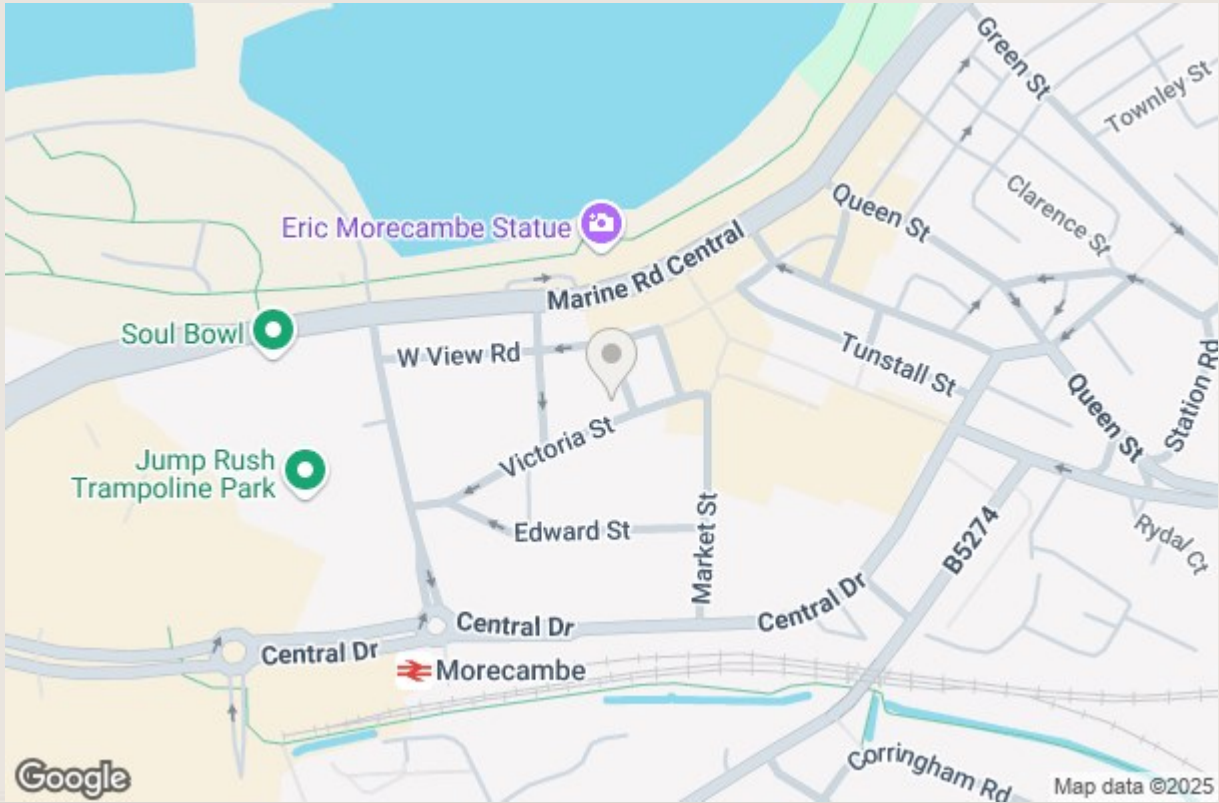 Green St
Townley St
Clarence St
Queen St
Eric Morecambe Statue
Marine Rd Central
Soul Bowl
W View Rd
Tunstall St
Station Rd
Queen St
Victoria St
Jump Rush
Trampoline Park
Edward St
Market St
B5274
Rydal Ct
Central Dr
Central Dr
Central Dr
Morecambe
Corringham Rd
Google
Map data ©2025